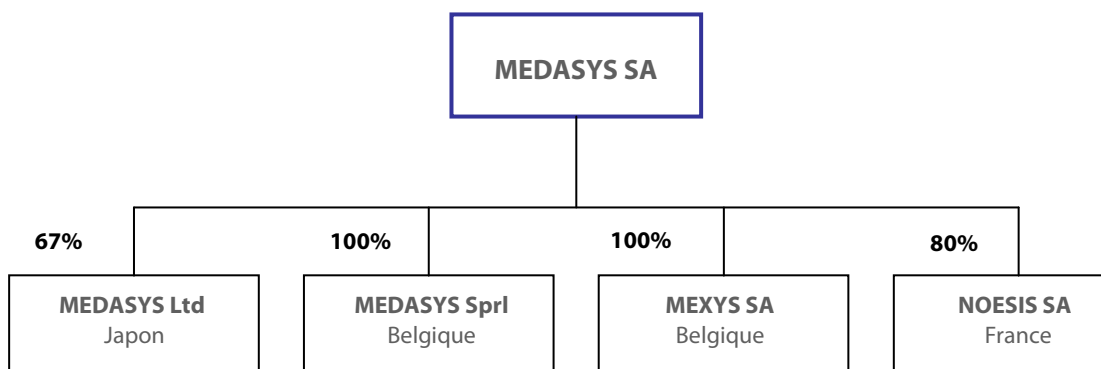 MEDASYS SA
67%
100%
100%
80%
MEDASYS Ltd
Japon
MEDASYS Sprl
Belgique
MEXYS SA
Belgique
NOESIS SA
France